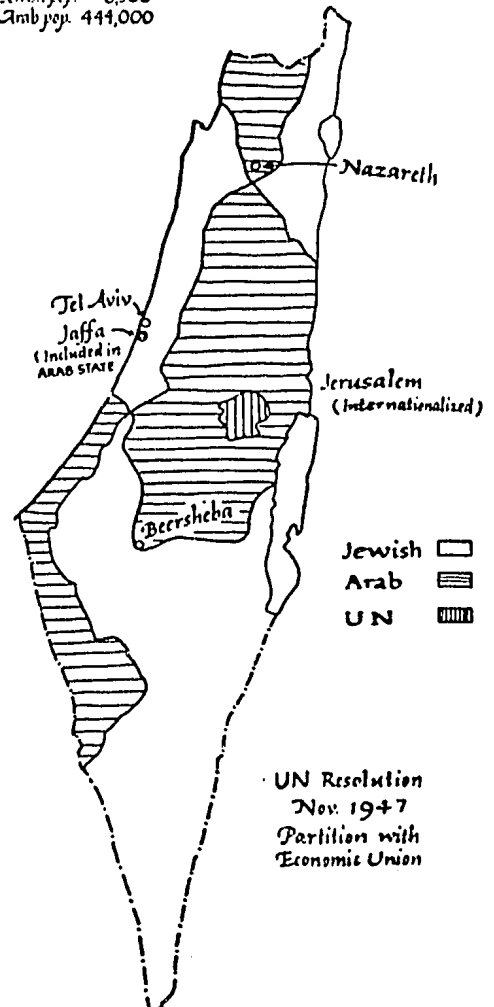 Arab pop. 444,000
Nazareth
Tel Aviv
Jaffa
(Included in
ARAB STATE
Jerusalem
(Internationalized)
Beersheba
Jewish
Arab
UN
UN Resolution
Nov. 1947
Partition with
Economic Union